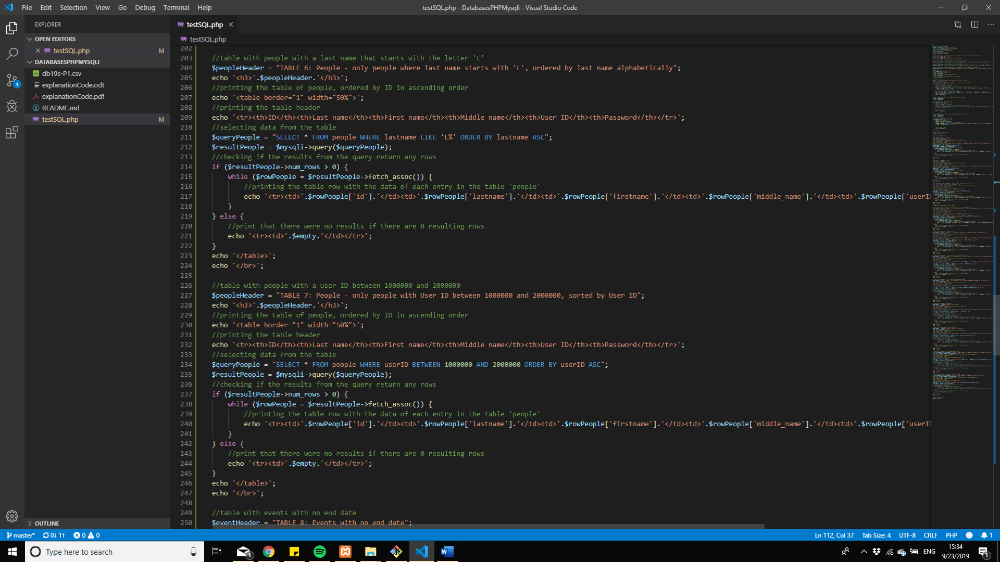 File Edit Selection View Go Debug Terminal Help
testSQL.php - DatabasesPHPMysqli - Visual Studio Code
EXPLORER
OPEN EDITORS
testSQL.php M
DATABASESPHPMYSQLI
db19s-P1.csv
explanationCode.odt
explanationCode.pdf
README.md
testSQL.php M
OUTLINE
testSQL.php
testSQL.php
202
203 //table with people with a last name that starts with the letter 'L'
204 $peopleHeader = "TABLE 6: People - only people where last name starts with 'L', ordered by last name alphabetically";
205 echo '<h3>'.$peopleHeader.'</h3>';
206 //printing the table of people, ordered by ID in ascending order
207 echo '<table border="1" width="50%">';
208 //printing the table header
209 echo '<tr><th>ID</th><th>Last name</th><th>First name</th><th>Middle name</th><th>User ID</th><th>Password</th></tr>';
210 //selecting data from the table
211 $queryPeople = "SELECT * FROM people WHERE lastname LIKE 'L%' ORDER BY lastname ASC";
212 $resultPeople = $mysqli->query($queryPeople);
213 //checking if the results from the query return any rows
214 if ($resultPeople->num_rows > 0) {
215 while ($rowPeople = $resultPeople->fetch_assoc()) {
216 //printing the table row with the data of each entry in the table 'people'
217 echo '<tr><td>'.$rowPeople['id'].'</td><td>'.$rowPeople['lastname'].'</td><td>'.$rowPeople['firstname'].'</td><td>'.$rowPeople['middle_name'].'</td><td>'.$rowPeople['userI
218 }
219 } else {
220 //print that there were no results if there are 0 resulting rows
221 echo '<tr><td>'.$empty.'</td></tr>';
222 }
223 echo '</table>';
224 echo '</br>';
225
226 //table with people with a user ID between 1000000 and 2000000
227 $peopleHeader = "TABLE 7: People - only people with User ID between 1000000 and 2000000, sorted by User ID";
228 echo '<h3>'.$peopleHeader.'</h3>';
229 //printing the table of people, ordered by ID in ascending order
230 echo '<table border="1" width="50%">';
231 //printing the table header
232 echo '<tr><th>ID</th><th>Last name</th><th>First name</th><th>Middle name</th><th>User ID</th><th>Password</th></tr>';
233 //selecting data from the table
234 $queryPeople = "SELECT * FROM people WHERE userID BETWEEN 1000000 AND 2000000 ORDER BY userID ASC";
235 $resultPeople = $mysqli->query($queryPeople);
236 //checking if the results from the query return any rows
237 if ($resultPeople->num_rows > 0) {
238 while ($rowPeople = $resultPeople->fetch_assoc()) {
239 //printing the table row with the data of each entry in the table 'people'
240 echo '<tr><td>'.$rowPeople['id'].'</td><td>'.$rowPeople['lastname'].'</td><td>'.$rowPeople['firstname'].'</td><td>'.$rowPeople['middle_name'].'</td><td>'.$rowPeople['userI
241 }
242 } else {
243 //print that there were no results if there are 0 resulting rows
244 echo '<tr><td>'.$empty.'</td></tr>';
245 }
246 echo '</table>';
247 echo '</br>';
248
249 //table with events with no end date
250 $eventHeader = "TABLE 8: Events with no end date";
master* 0↓ 1↑ 0 0
Ln 112, Col 37 Tab Size: 4 UTF-8 CRLF PHP 1
Type here to search
1
ENG
15:34
9/23/2019
1